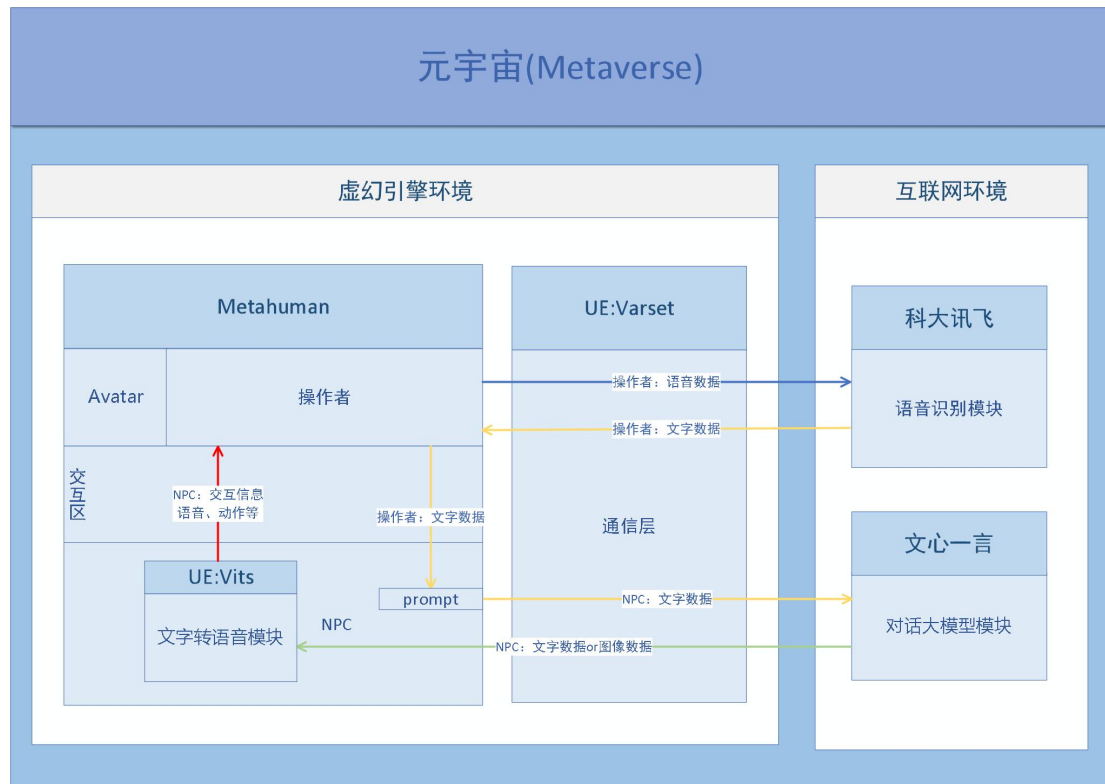 元宇宙(Metaverse)
虚幻引擎环境
互联网环境
Metahuman
UE:Varset
科大讯飞
Avatar
操作者
操作者：语音数据
语音识别模块
操作者：文字数据
交互区
NPC：交互信息
语音、动作等
操作者：文字数据
通信层
文心一言
UE:Vits
prompt
NPC：文字数据
文字转语音模块
NPC
对话大模型模块
NPC：文字数据or图像数据